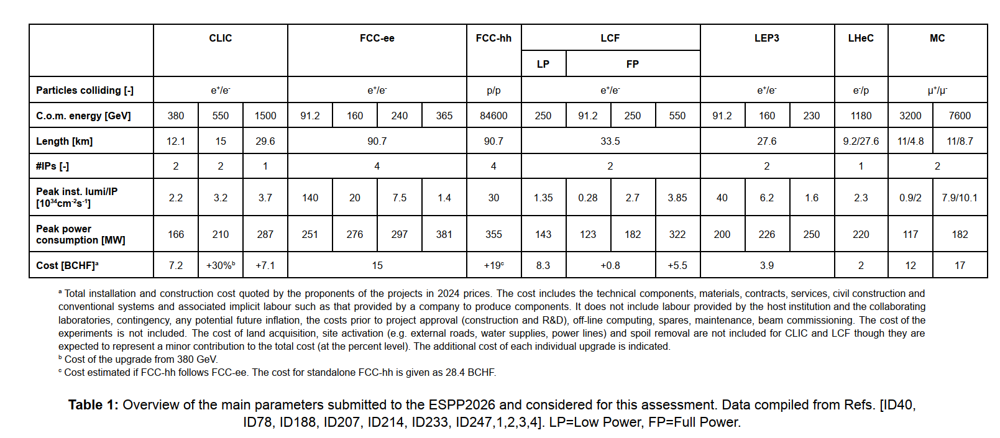 CLIC FCC-ee FCC-hh LCF LEP3 LHeC MC
LP FP
Particles colliding [-] e⁺/e⁻ e⁺/e⁻ p/p e⁺/e⁻ e⁺/e⁻ e⁻/p µ⁺/µ⁻
C.o.m. energy [GeV] 380 550 1500 91.2 160 240 365 84600 250 91.2 250 550 91.2 160 230 1180 3200 7600
Length [km] 12.1 15 29.6 90.7 90.7 33.5 27.6 9.2/27.6 11/4.8 11/8.7
#IPs [-] 2 2 1 4 4 2 2 1 2
Peak inst. lumi/IP
[10³⁴cm⁻²s⁻¹] 2.2 3.2 3.7 140 20 7.5 1.4 30 1.35 0.28 2.7 3.85 40 6.2 1.6 2.3 0.9/2 7.9/10.1
Peak power
consumption [MW] 166 210 287 251 276 297 381 355 143 123 182 322 200 226 250 220 117 182
Cost [BCHF]ᵃ 7.2 +30%ᵇ +7.1 15 +19ᶜ 8.3 +0.8 +5.5 3.9 2 12 17
ᵃ Total installation and construction cost quoted by the proponents of the projects in 2024 prices. The cost includes the technical components, materials, contracts, services, civil construction and
conventional systems and associated implicit labour such as that provided by a company to produce components. It does not include labour provided by the host institution and the collaborating
laboratories, contingency, any potential future inflation, the costs prior to project approval (construction and R&D), off-line computing, spares, maintenance, beam commissioning. The cost of the
experiments is not included. The cost of land acquisition, site activation (e.g. external roads, water supplies, power lines) and spoil removal are not included for CLIC and LCF though they are
expected to represent a minor contribution to the total cost (at the percent level). The additional cost of each individual upgrade is indicated.
ᵇ Cost of the upgrade from 380 GeV.
ᶜ Cost estimated if FCC-hh follows FCC-ee. The cost for standalone FCC-hh is given as 28.4 BCHF.
Table 1: Overview of the main parameters submitted to the ESPP2026 and considered for this assessment. Data compiled from Refs. [ID40,
ID78, ID188, ID207, ID214, ID233, ID247,1,2,3,4]. LP=Low Power, FP=Full Power.